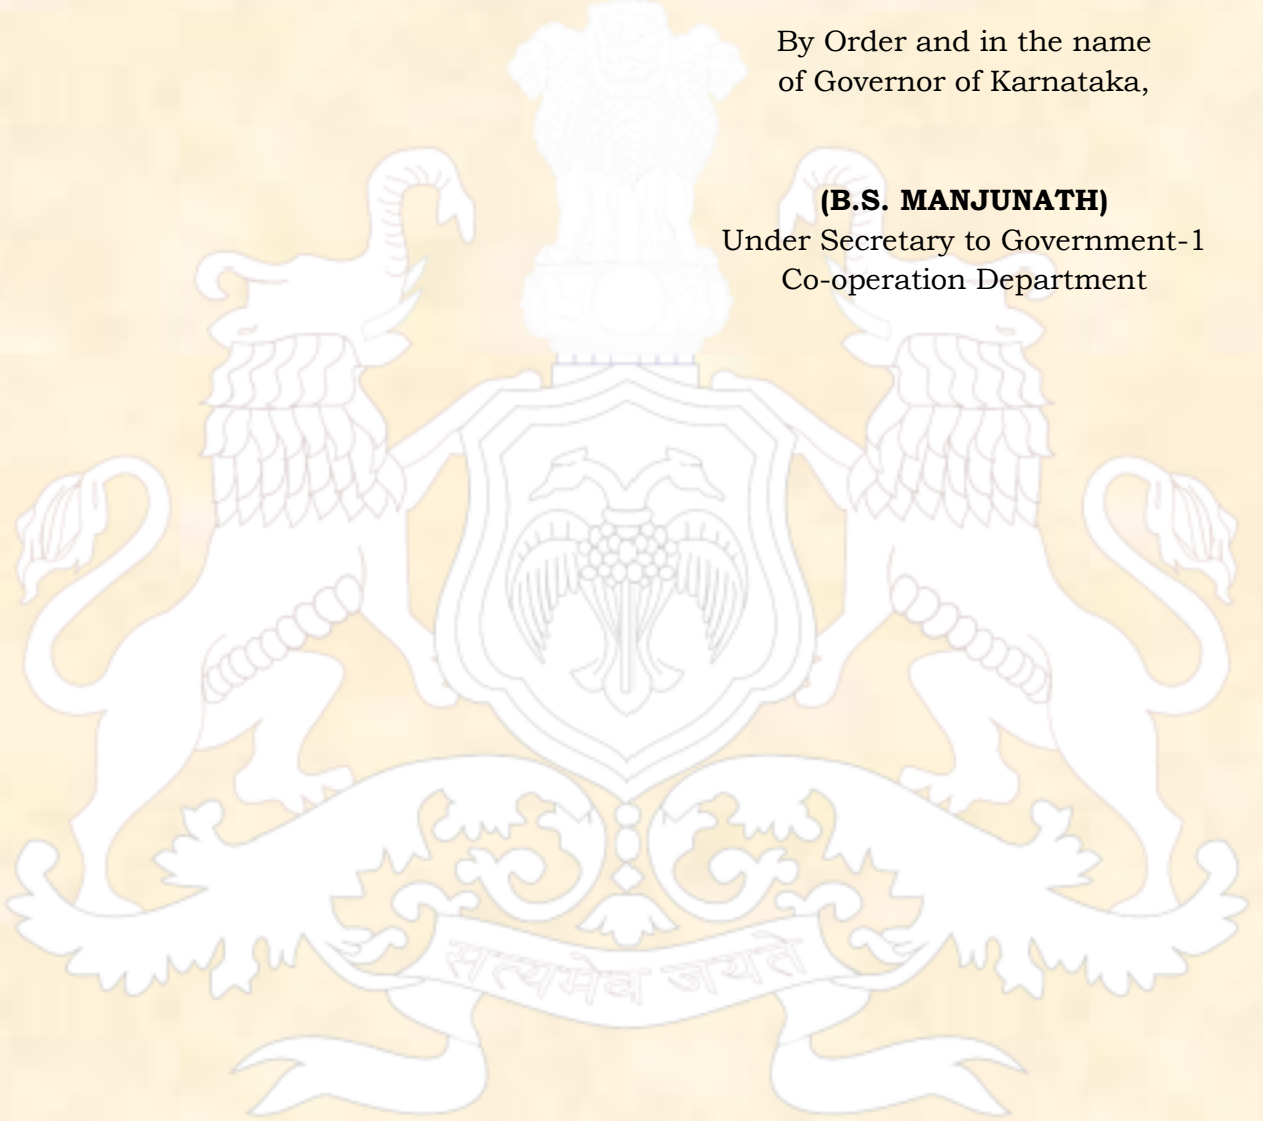 By Order and in the name
of Governor of Karnataka,
(B.S. MANJUNATH)
Under Secretary to Government-1
Co-operation Department
सत्यमेव जयते